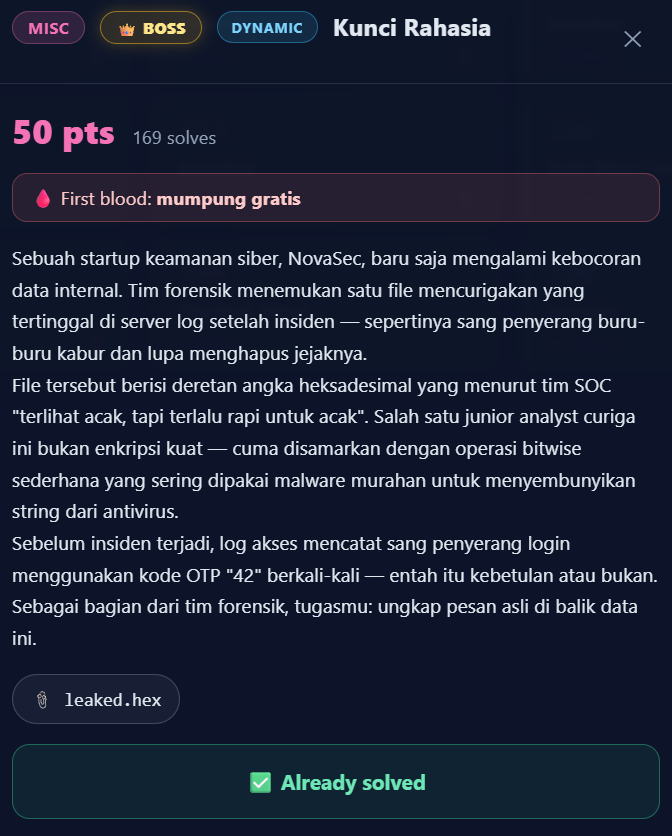 MISC 👑 BOSS DYNAMIC Kunci Rahasia
50 pts 169 solves
🩸 First blood: mumpung gratis
Sebuah startup keamanan siber, NovaSec, baru saja mengalami kebocoran
data internal. Tim forensik menemukan satu file mencurigakan yang
tertinggal di server log setelah insiden — sepertinya sang penyerang buru-
buru kabur dan lupa menghapus jejaknya.
File tersebut berisi deretan angka heksadesimal yang menurut tim SOC
"terlihat acak, tapi terlalu rapi untuk acak". Salah satu junior analyst curiga
ini bukan enkripsi kuat — cuma disamarkan dengan operasi bitwise
sederhana yang sering dipakai malware murahan untuk menyembunyikan
string dari antivirus.
Sebelum insiden terjadi, log akses mencatat sang penyerang login
menggunakan kode OTP "42" berkali-kali — entah itu kebetulan atau bukan.
Sebagai bagian dari tim forensik, tugasmu: ungkap pesan asli di balik data
ini.
leaked.hex
✅ Already solved